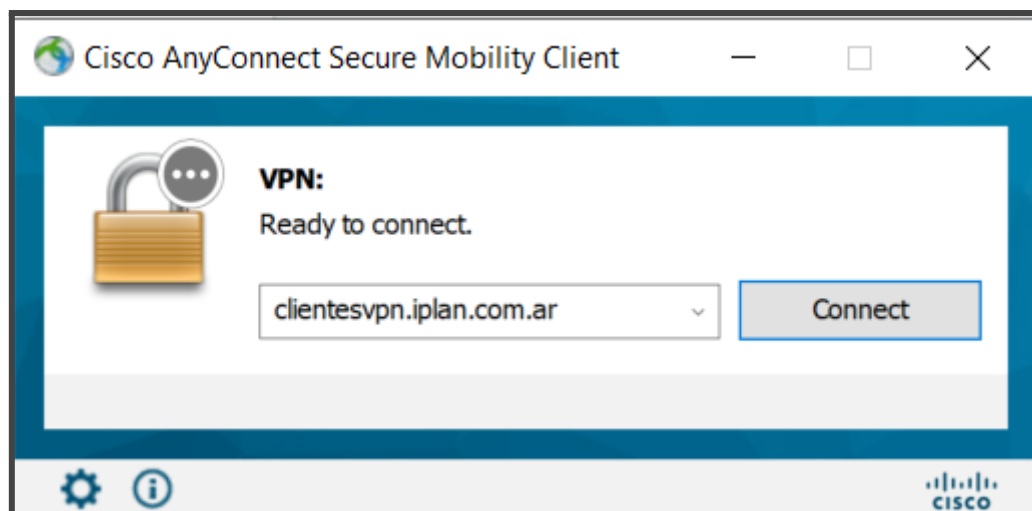 Cisco AnyConnect Secure Mobility Client
VPN:
Ready to connect.
clientesvpn.iplan.com.ar
Connect
CISCO